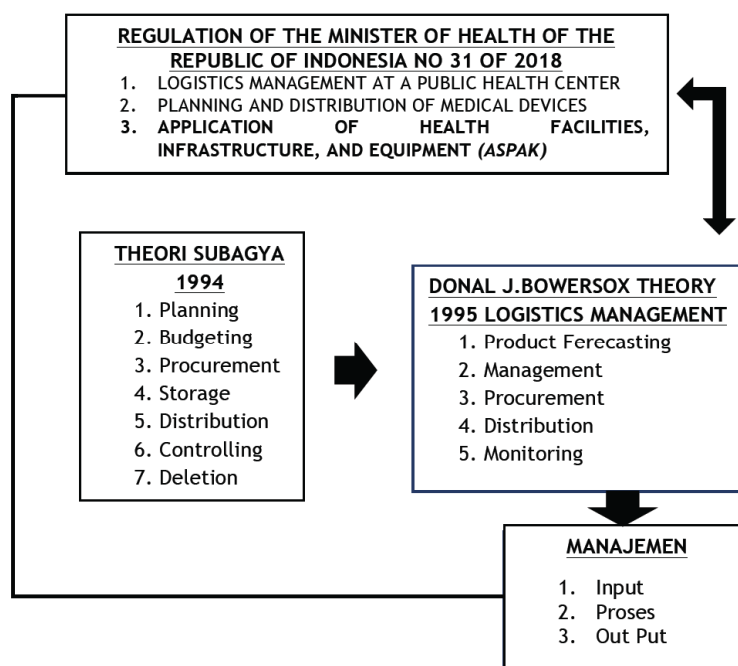 REGULATION OF THE MINISTER OF HEALTH OF THE
REPUBLIC OF INDONESIA NO 31 OF 2018
1. LOGISTICS MANAGEMENT AT A PUBLIC HEALTH CENTER
2. PLANNING AND DISTRIBUTION OF MEDICAL DEVICES
3. APPLICATION OF HEALTH FACILITIES,
INFRASTRUCTURE, AND EQUIPMENT (ASPAK)
THEORI SUBAGYA
1994
1. Planning
2. Budgeting
3. Procurement
4. Storage
5. Distribution
6. Controlling
7. Deletion
DONAL J.BOWERSOX THEORY
1995 LOGISTICS MANAGEMENT
1. Product Ferecasting
2. Management
3. Procurement
4. Distribution
5. Monitoring
MANAJEMEN
1. Input
2. Proses
3. Out Put